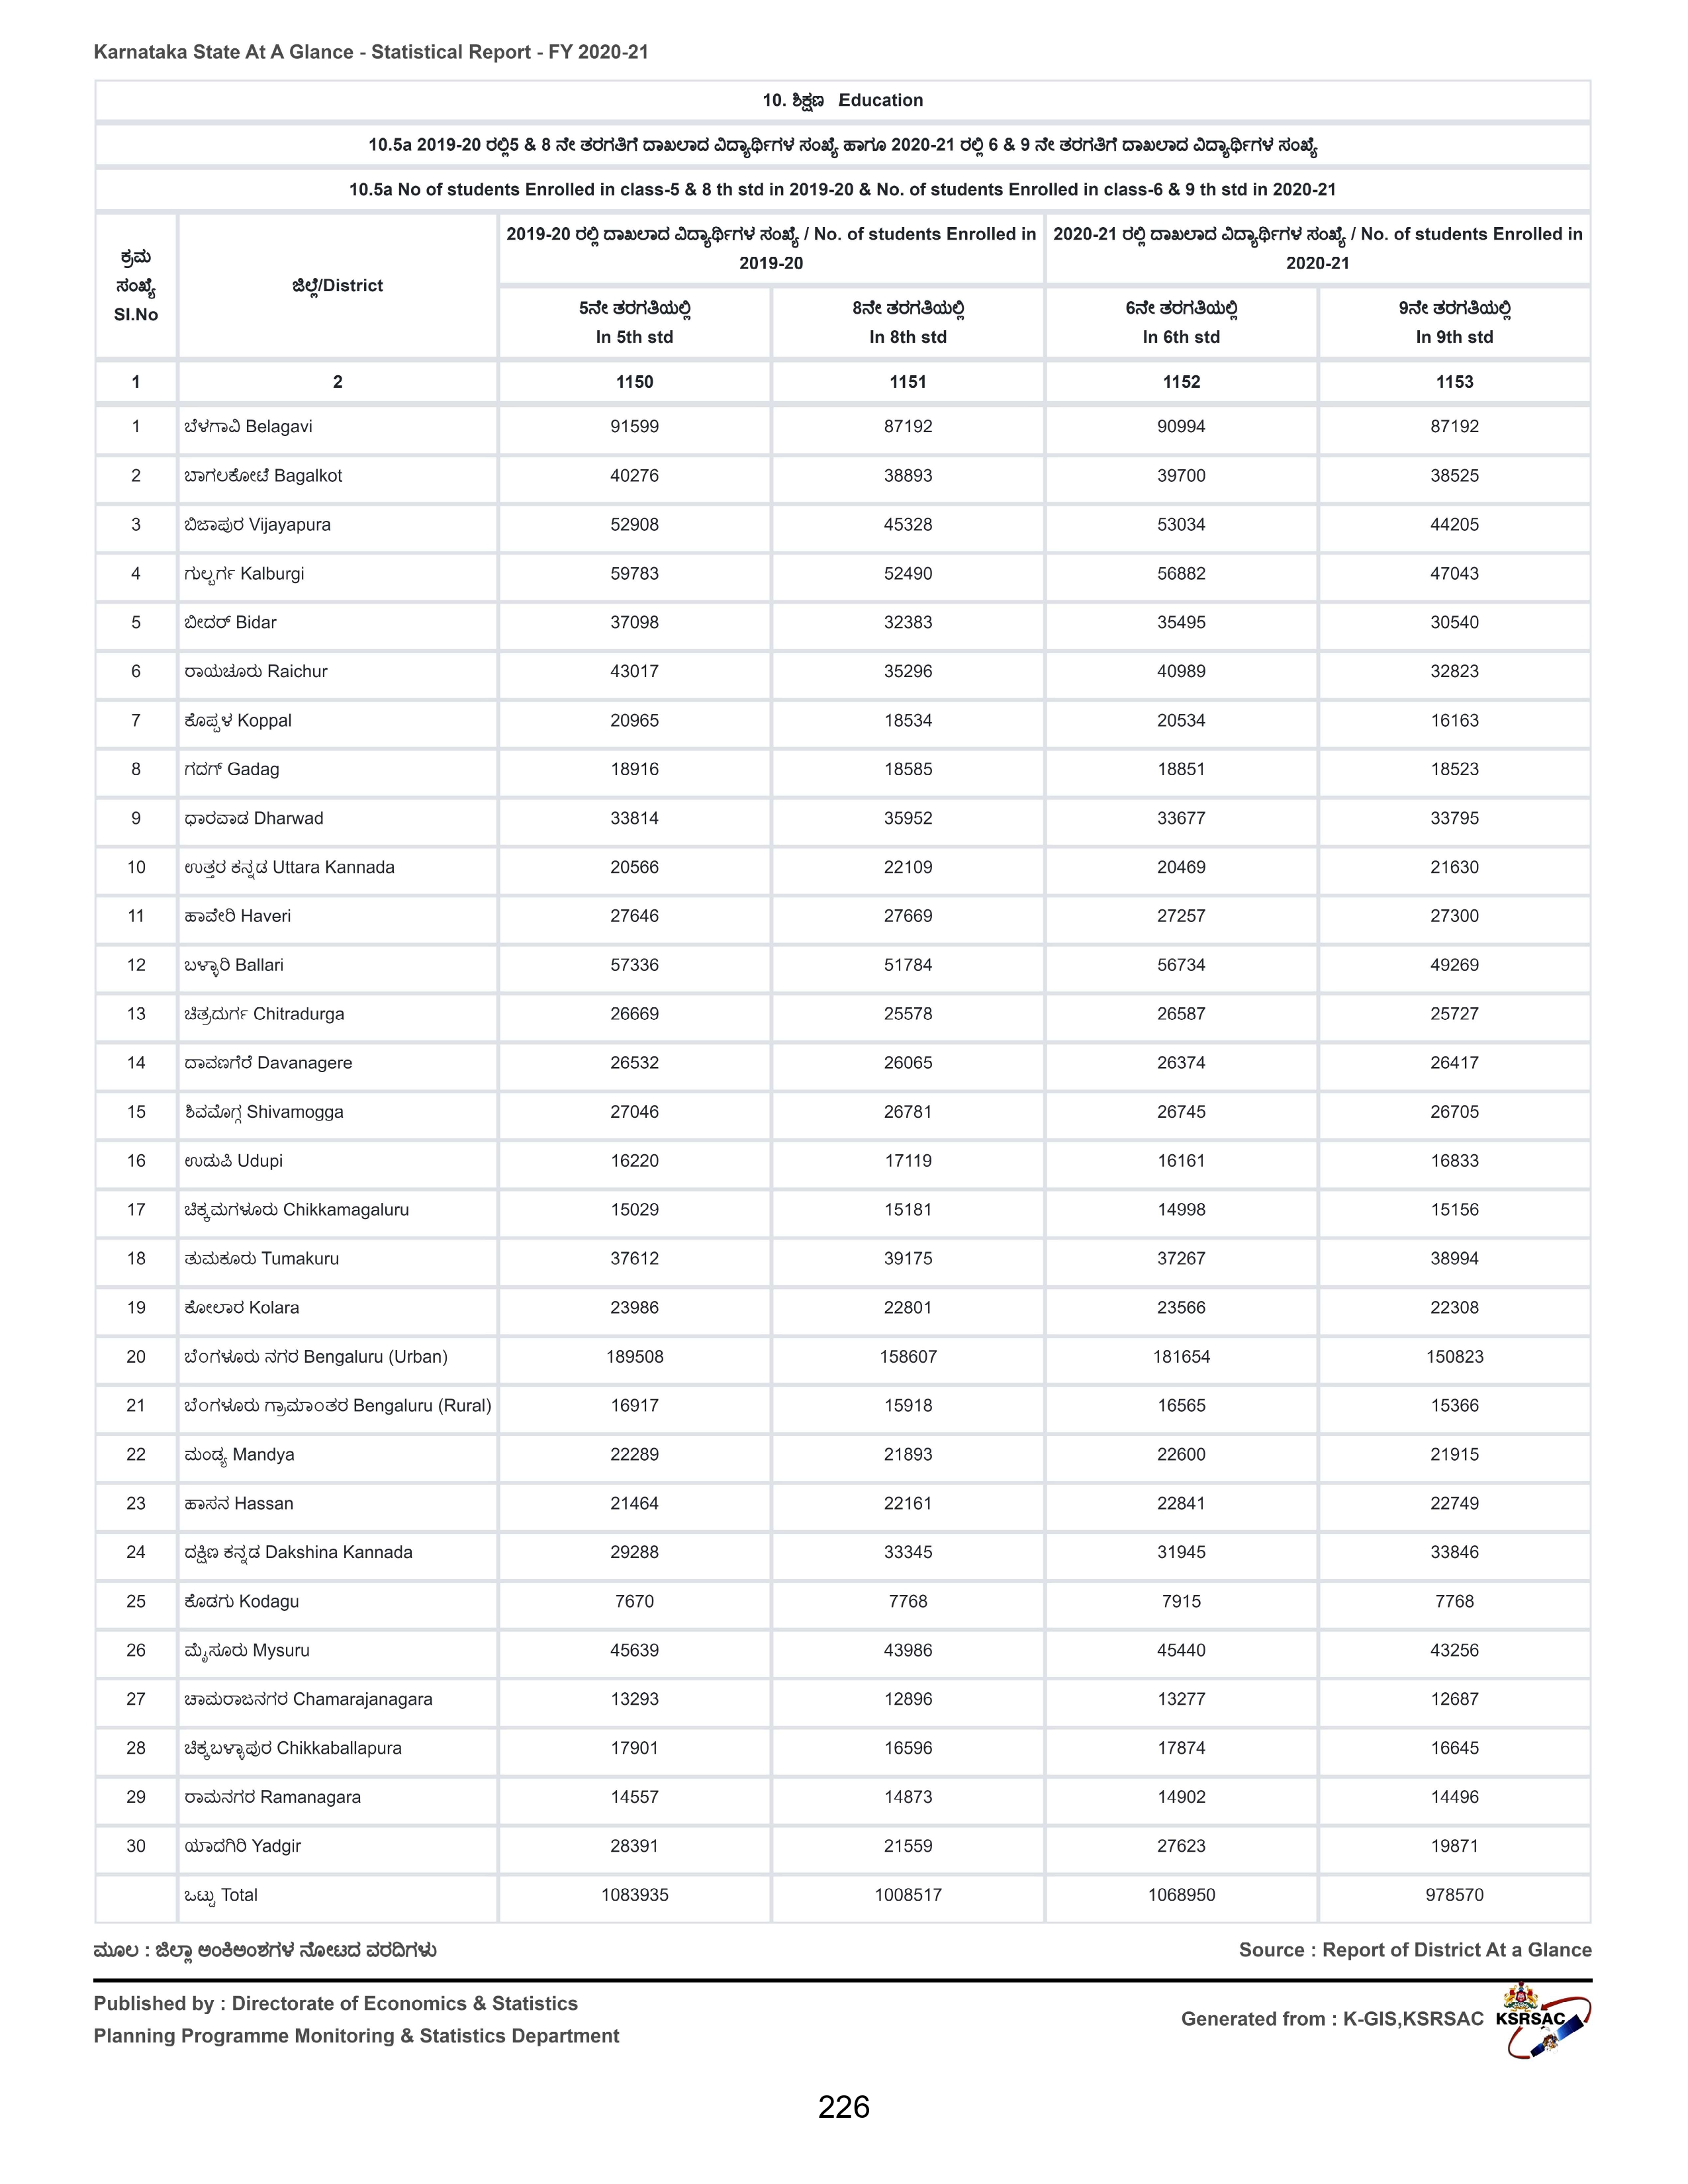 Karnataka State At A Glance - Statistical Report - FY 2020-21
10. ಶಿಕ್ಷಣ Education
10.5a 2019-20 ರಲ್ಲಿ5 & 8 ನೇ ತರಗತಿಗೆ ದಾಖಲಾದ ವಿದ್ಯಾರ್ಥಿಗಳ ಸಂಖ್ಯೆ ಹಾಗೂ 2020-21 ರಲ್ಲಿ 6 & 9 ನೇ ತರಗತಿಗೆ ದಾಖಲಾದ ವಿದ್ಯಾರ್ಥಿಗಳ ಸಂಖ್ಯೆ
10.5a No of students Enrolled in class-5 & 8 th std in 2019-20 & No. of students Enrolled in class-6 & 9 th std in 2020-21
ಕ್ರಮ ಸಂಖ್ಯೆ Sl.No ಜಿಲ್ಲೆ/District 2019-20 ರಲ್ಲಿ ದಾಖಲಾದ ವಿದ್ಯಾರ್ಥಿಗಳ ಸಂಖ್ಯೆ / No. of students Enrolled in 2019-20 2020-21 ರಲ್ಲಿ ದಾಖಲಾದ ವಿದ್ಯಾರ್ಥಿಗಳ ಸಂಖ್ಯೆ / No. of students Enrolled in 2020-21
5ನೇ ತರಗತಿಯಲ್ಲಿ 8ನೇ ತರಗತಿಯಲ್ಲಿ 6ನೇ ತರಗತಿಯಲ್ಲಿ 9ನೇ ತರಗತಿಯಲ್ಲಿ
In 5th std In 8th std In 6th std In 9th std
1 2 1150 1151 1152 1153
1 ಬೆಳಗಾವಿ Belagavi 91599 87192 90994 87192
2 ಬಾಗಲಕೋಟೆ Bagalkot 40276 38893 39700 38525
3 ಬಿಜಾಪುರ Vijayapura 52908 45328 53034 44205
4 ಗುಲ್ಬರ್ಗ Kalburgi 59783 52490 56882 47043
5 ಬೀದರ್ Bidar 37098 32383 35495 30540
6 ರಾಯಚೂರು Raichur 43017 35296 40989 32823
7 ಕೊಪ್ಪಳ Koppal 20965 18534 20534 16163
8 ಗದಗ್ Gadag 18916 18585 18851 18523
9 ಧಾರವಾಡ Dharwad 33814 35952 33677 33795
10 ಉತ್ತರ ಕನ್ನಡ Uttara Kannada 20566 22109 20469 21630
11 ಹಾವೇರಿ Haveri 27646 27669 27257 27300
12 ಬಳ್ಳಾರಿ Ballari 57336 51784 56734 49269
13 ಚಿತ್ರದುರ್ಗ Chitradurga 26669 25578 26587 25727
14 ದಾವಣಗೆರೆ Davanagere 26532 26065 26374 26417
15 ಶಿವಮೊಗ್ಗ Shivamogga 27046 26781 26745 26705
16 ಉಡುಪಿ Udupi 16220 17119 16161 16833
17 ಚಿಕ್ಕಮಗಳೂರು Chikkamagaluru 15029 15181 14998 15156
18 ತುಮಕೂರು Tumakuru 37612 39175 37267 38994
19 ಕೋಲಾರ Kolara 23986 22801 23566 22308
20 ಬೆಂಗಳೂರು ನಗರ Bengaluru (Urban) 189508 158607 181654 150823
21 ಬೆಂಗಳೂರು ಗ್ರಾಮಾಂತರ Bengaluru (Rural) 16917 15918 16565 15366
22 ಮಂಡ್ಯ Mandya 22289 21893 22600 21915
23 ಹಾಸನ Hassan 21464 22161 22841 22749
24 ದಕ್ಷಿಣ ಕನ್ನಡ Dakshina Kannada 29288 33345 31945 33846
25 ಕೊಡಗು Kodagu 7670 7768 7915 7768
26 ಮೈಸೂರು Mysuru 45639 43986 45440 43256
27 ಚಾಮರಾಜನಗರ Chamarajanagara 13293 12896 13277 12687
28 ಚಿಕ್ಕಬಳ್ಳಾಪುರ Chikkaballapura 17901 16596 17874 16645
29 ರಾಮನಗರ Ramanagara 14557 14873 14902 14496
30 ಯಾದಗಿರಿ Yadgir 28391 21559 27623 19871
ಒಟ್ಟು Total 1083935 1008517 1068950 978570
ಮೂಲ : ಜಿಲ್ಲಾ ಅಂಕಿಅಂಶಗಳ ನೋಟದ ವರದಿಗಳು Source : Report of District At a Glance
Published by : Directorate of Economics & Statistics
Planning Programme Monitoring & Statistics Department
Generated from : K-GIS,KSRSAC KSRSAC
226